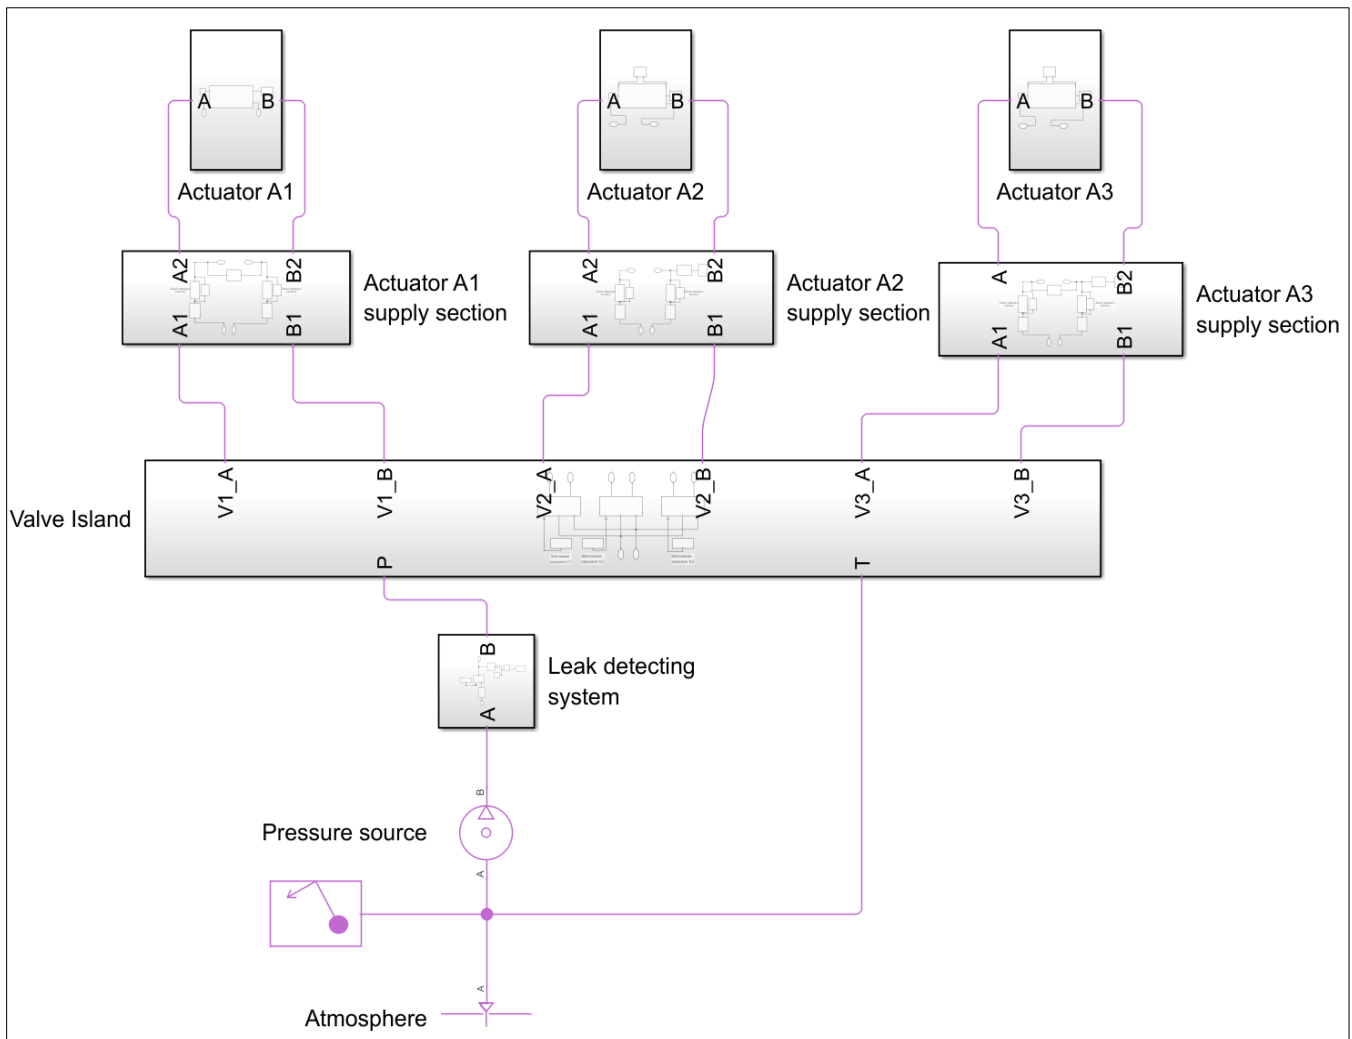 A B
Actuator A1
A B
Actuator A2
A B
Actuator A3
A2 B2
A1 B1
Actuator A1
supply section
A2 B2
A1 B1
Actuator A2
supply section
A B2
A1 B1
Actuator A3
supply section
Valve Island
V1_A V1_B V2_A V2_B V3_A V3_B
P T
B
A
Leak detecting
system
B
Pressure source
A
A
Atmosphere